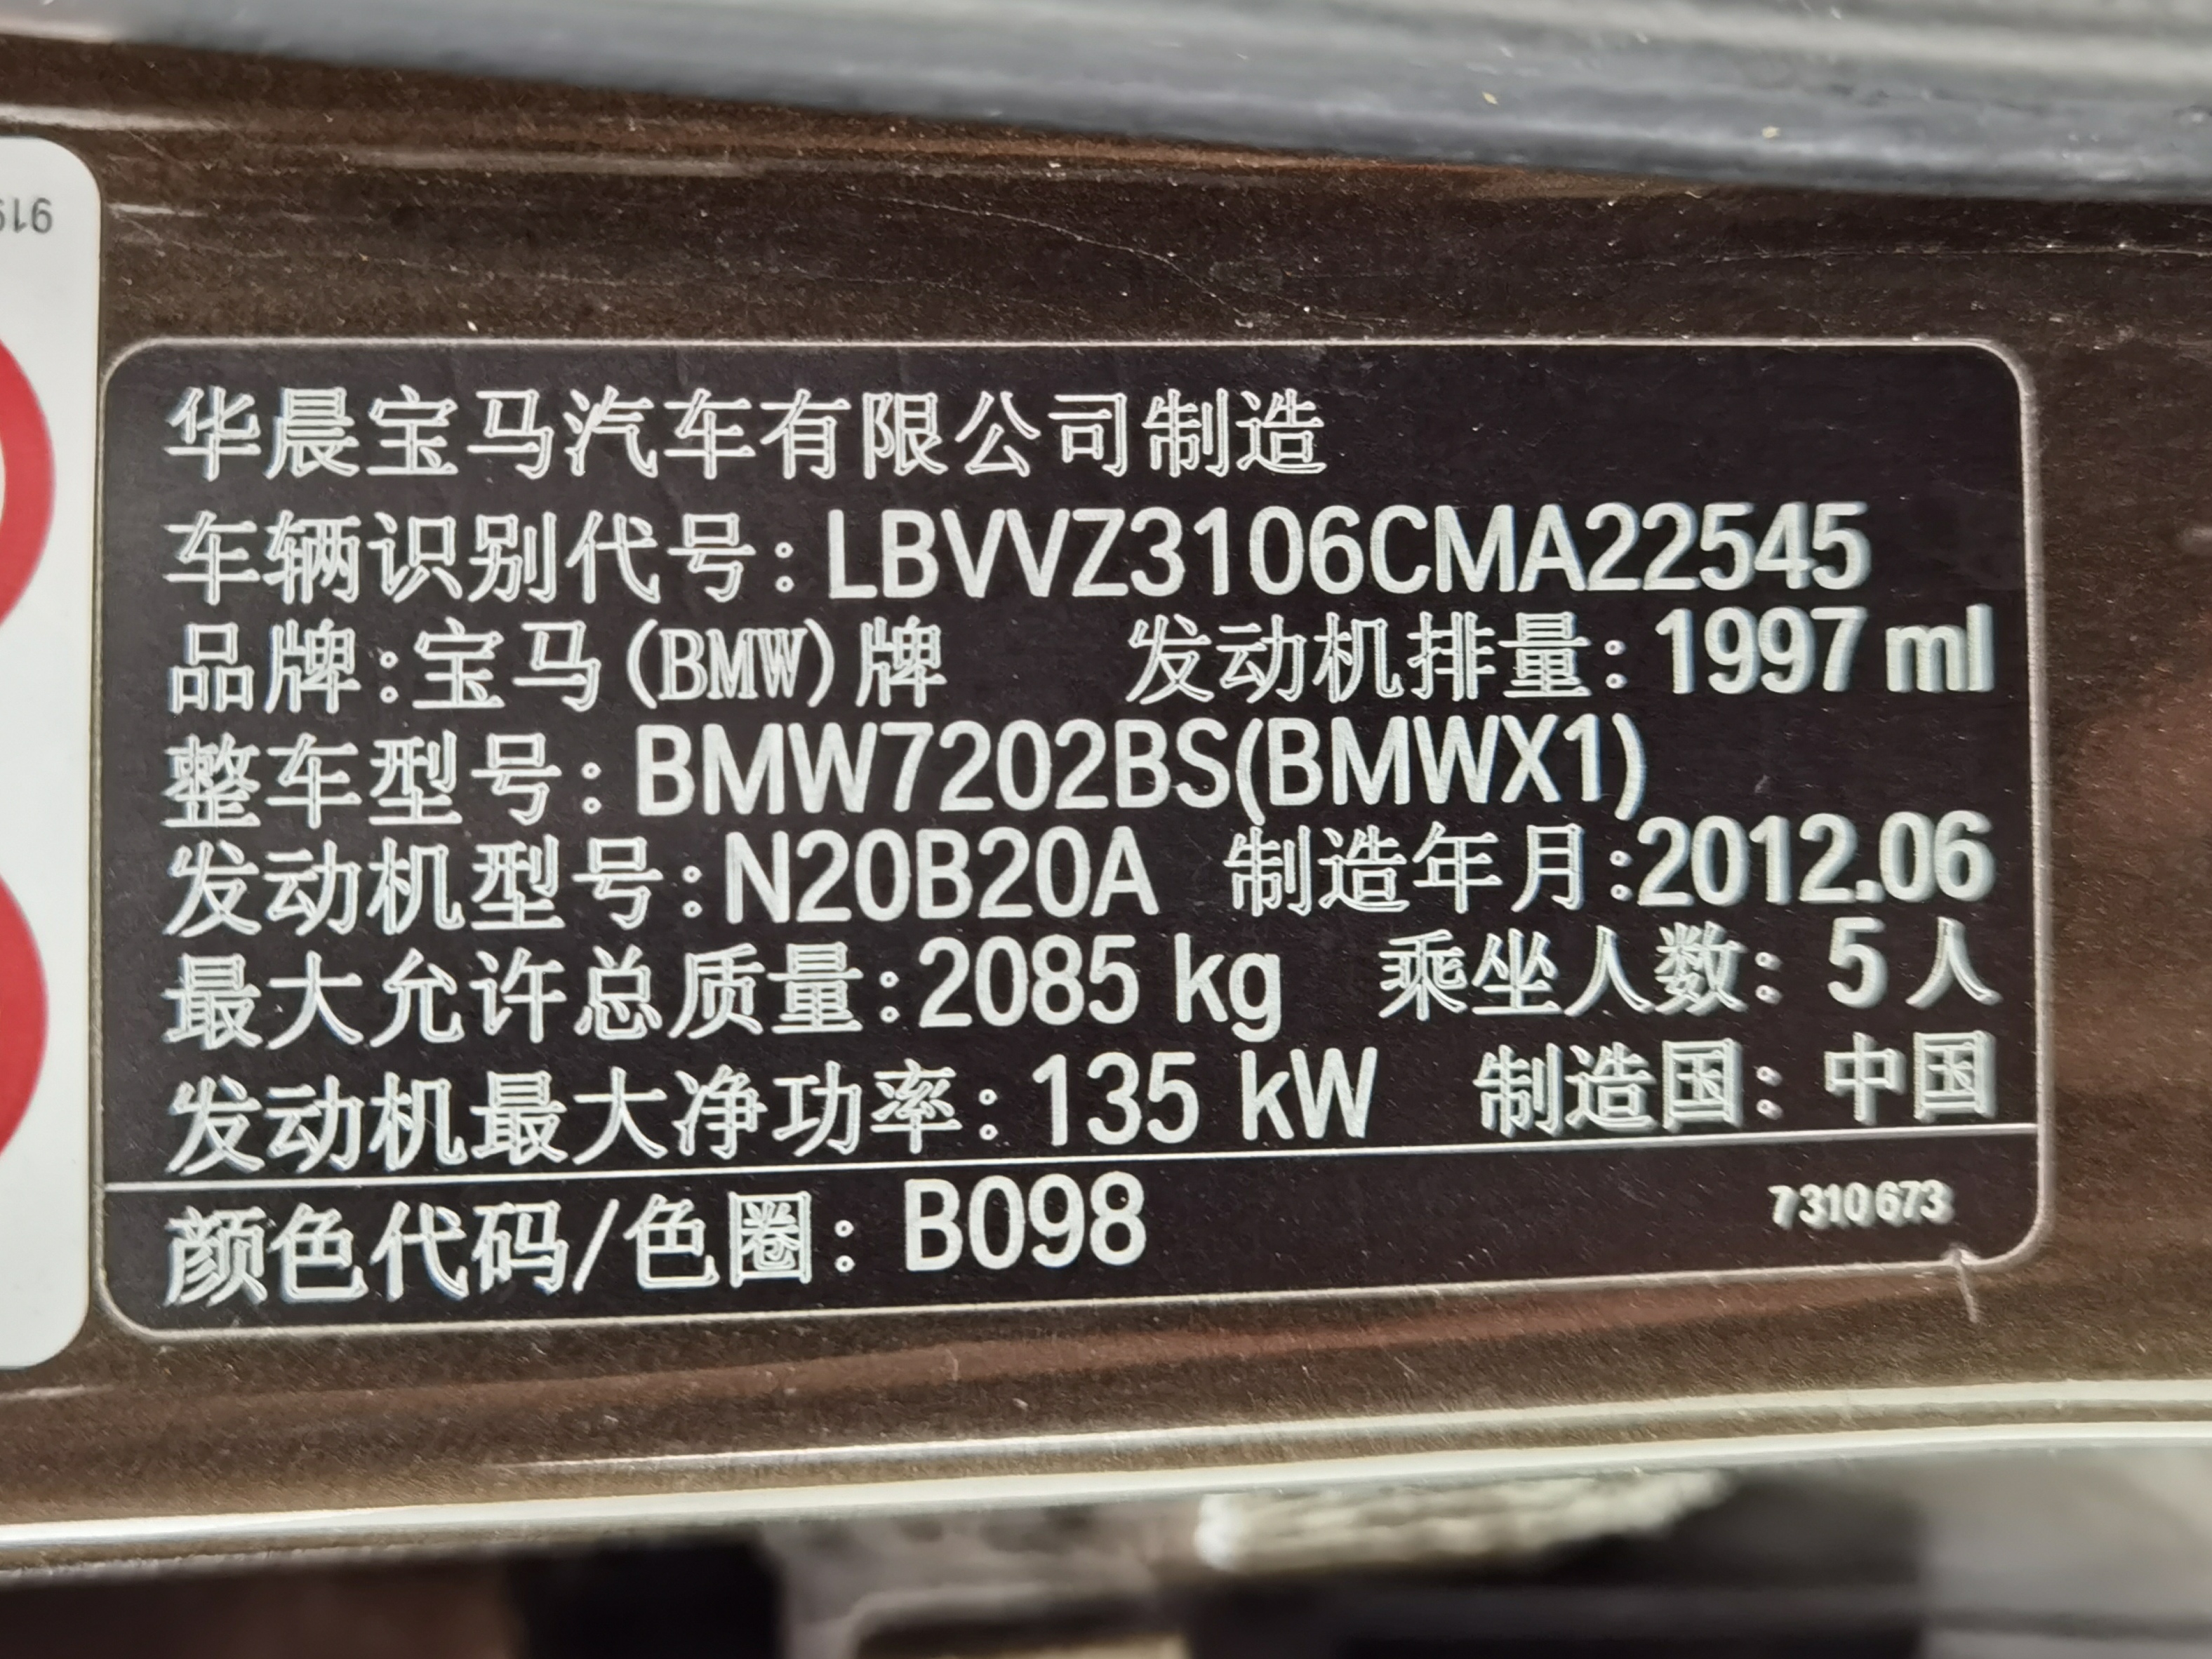 919
华晨宝马汽车有限公司制造
车辆识别代号：LBVVZ3106CMA22545
品牌：宝马(BMW)牌 发动机排量：1997 ml
整车型号：BMW7202BS(BMWX1)
发动机型号：N20B20A 制造年月：2012.06
最大允许总质量：2085 kg 乘坐人数：5人
发动机最大净功率：135 kW 制造国：中国
颜色代码/色圈：B098 7310673